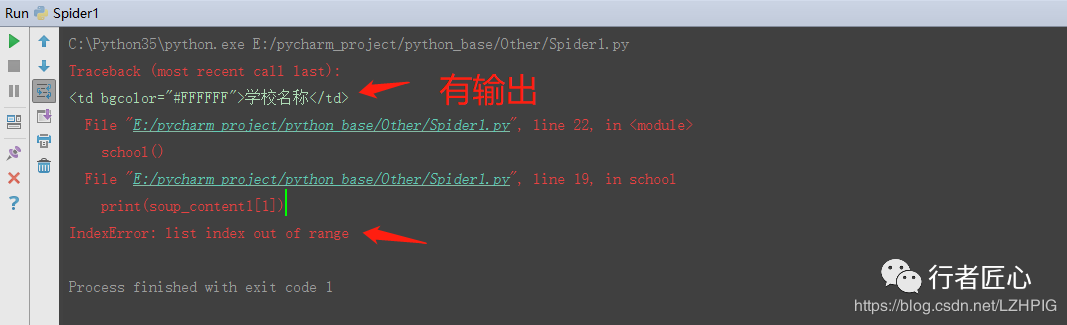 Run Spider1
C:\Python35\python.exe E:/pycharm_project/python_base/Other/Spider1.py
Traceback (most recent call last):
<td bgcolor="#FFFFFF">学校名称</td>
有输出
File "E:/pycharm_project/python_base/Other/Spider1.py", line 22, in <module>
school()
File "E:/pycharm_project/python_base/Other/Spider1.py", line 19, in school
print(soup_content1[1])
IndexError: list index out of range
Process finished with exit code 1
行者匠心
https://blog.csdn.net/LZHPIG